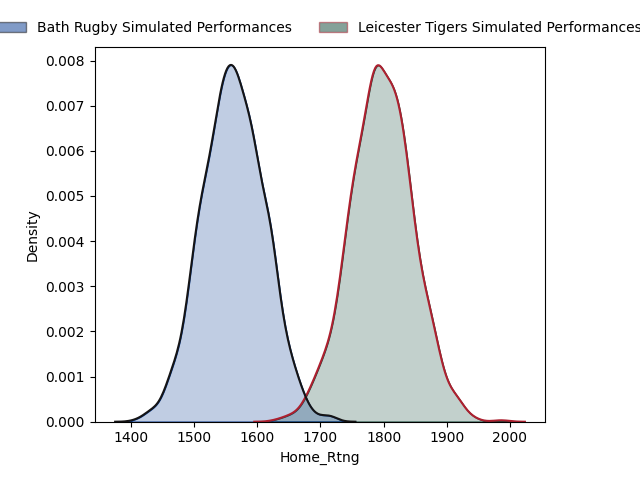 Bath Rugby Simulated Performances Leicester Tigers Simulated Performances
0.008
0.007
0.006
0.005
0.004
0.003
0.002
0.001
0.000
Density
1400 1500 1600 1700 1800 1900 2000
Home_Rtng